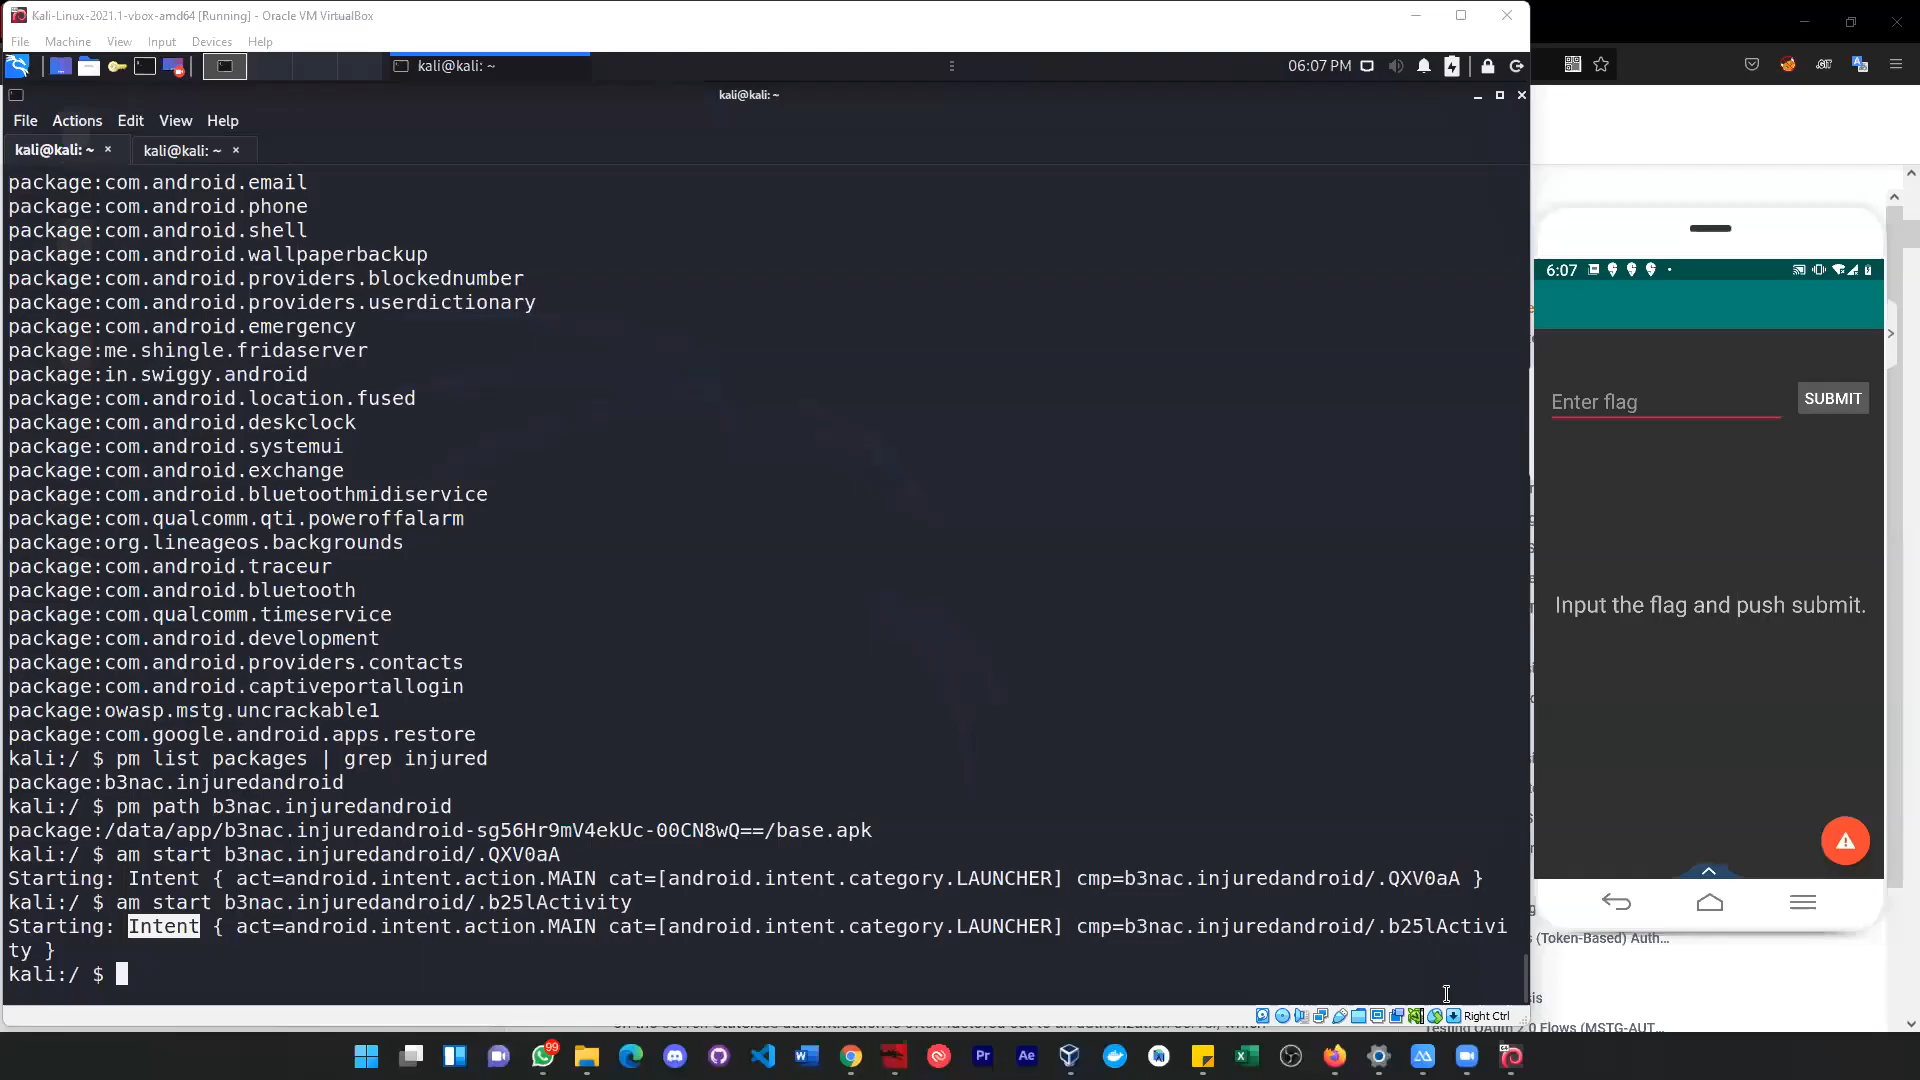 Kali-Linux-2021.1-vbox-amd64 [Running] - Oracle VM VirtualBox
File Machine View Input Devices Help
kali@kali: ~
06:07 PM
kali@kali: ~
File Actions Edit View Help
kali@kali: ~ × kali@kali: ~ ×
package:com.android.email
package:com.android.phone
package:com.android.shell
package:com.android.wallpaperbackup
package:com.android.providers.blockednumber
package:com.android.providers.userdictionary
package:com.android.emergency
package:me.shingle.fridaserver
package:in.swiggy.android
package:com.android.location.fused
package:com.android.deskclock
package:com.android.systemui
package:com.android.exchange
package:com.android.bluetoothmidiservice
package:com.qualcomm.qti.poweroffalarm
package:org.lineageos.backgrounds
package:com.android.traceur
package:com.android.bluetooth
package:com.qualcomm.timeservice
package:com.android.development
package:com.android.providers.contacts
package:com.android.captiveportallogin
package:owasp.mstg.uncrackable1
package:com.google.android.apps.restore
kali:/ $ pm list packages | grep injured
package:b3nac.injuredandroid
kali:/ $ pm path b3nac.injuredandroid
package:/data/app/b3nac.injuredandroid-sg56Hr9mV4ekUc-00CN8wQ==/base.apk
kali:/ $ am start b3nac.injuredandroid/.QXV0aA
Starting: Intent { act=android.intent.action.MAIN cat=[android.intent.category.LAUNCHER] cmp=b3nac.injuredandroid/.QXV0aA }
kali:/ $ am start b3nac.injuredandroid/.b25lActivity
Starting: Intent { act=android.intent.action.MAIN cat=[android.intent.category.LAUNCHER] cmp=b3nac.injuredandroid/.b25lActivi
ty }
kali:/ $
Right Ctrl
6:07
Enter flag
SUBMIT
Input the flag and push submit.
(Token-Based) Auth...
sis
Testing OAuth 2.0 Flows (MSTG-AUT...
99
Pr
Ae